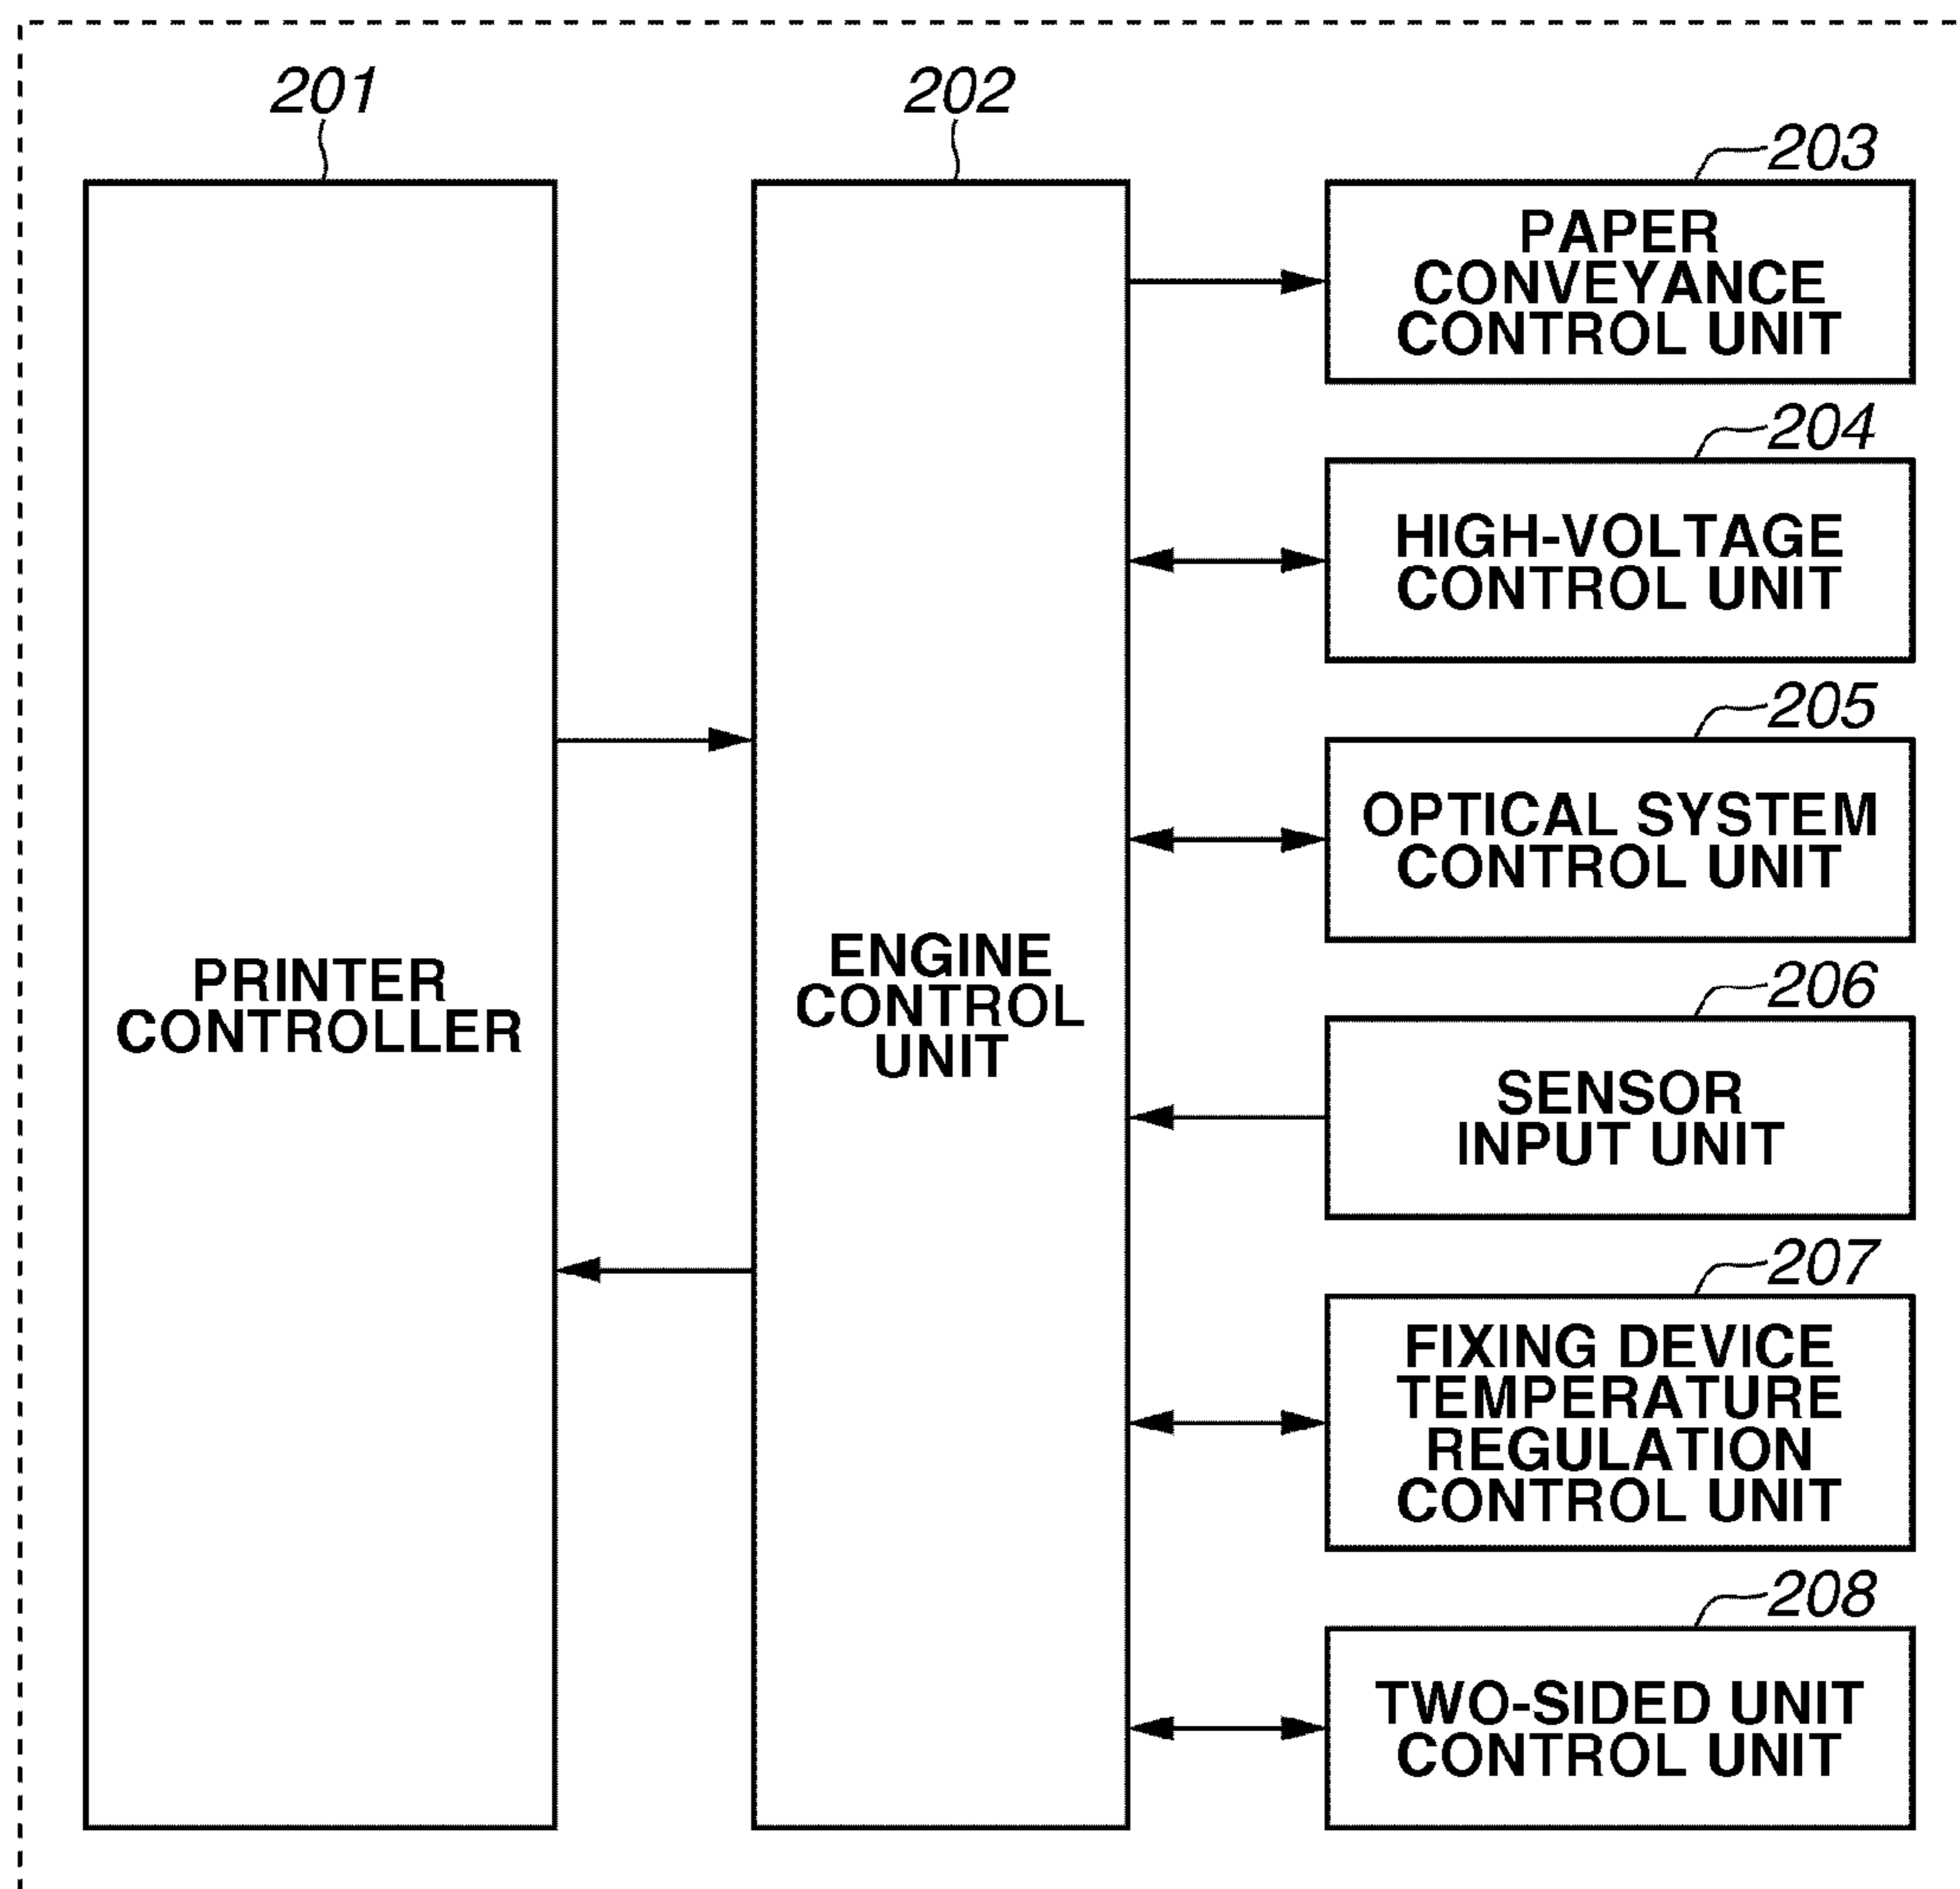 201
PRINTER
CONTROLLER
202
ENGINE
CONTROL
UNIT
203
PAPER
CONVEYANCE
CONTROL UNIT
204
HIGH-VOLTAGE
CONTROL UNIT
205
OPTICAL SYSTEM
CONTROL UNIT
206
SENSOR
INPUT UNIT
207
FIXING DEVICE
TEMPERATURE
REGULATION
CONTROL UNIT
208
TWO-SIDED UNIT
CONTROL UNIT